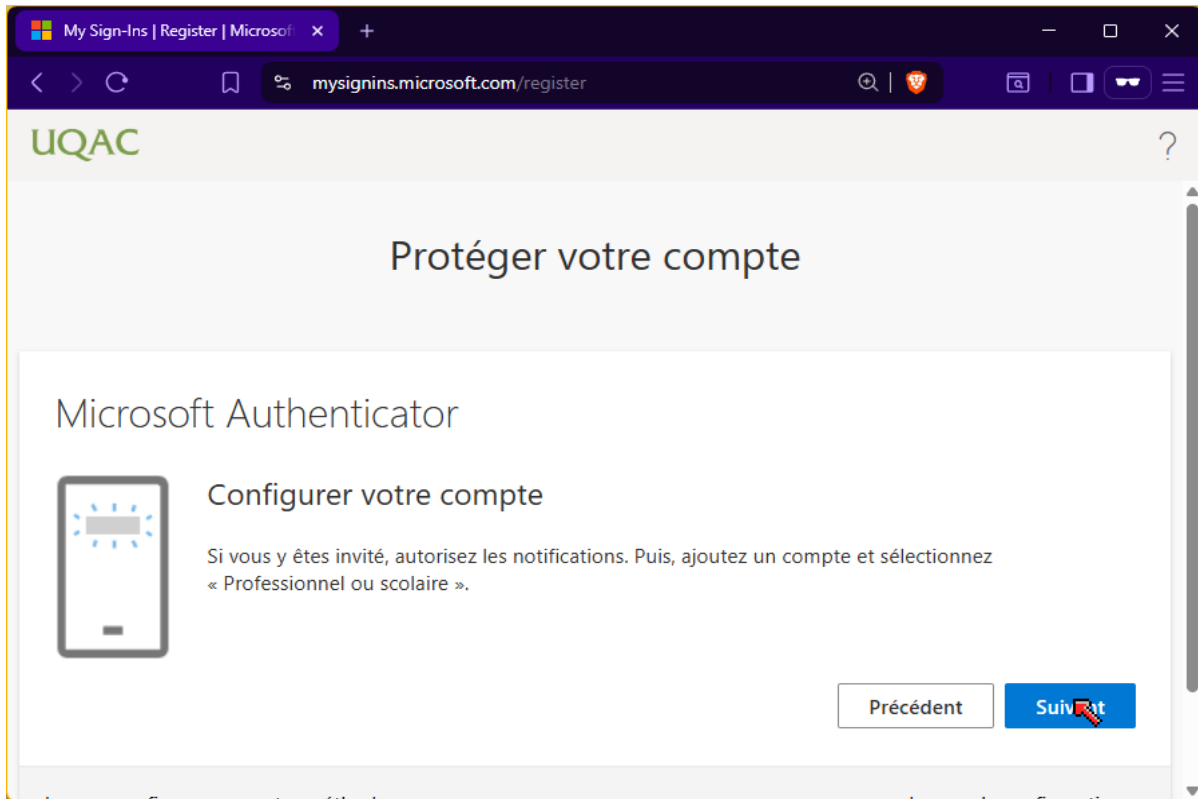 My Sign-Ins | Register | Microsof
mysignins.microsoft.com/register
UQAC
?
Protéger votre compte
Microsoft Authenticator
Configurer votre compte
Si vous y êtes invité, autorisez les notifications. Puis, ajoutez un compte et sélectionnez
« Professionnel ou scolaire ».
Précédent
Suivant